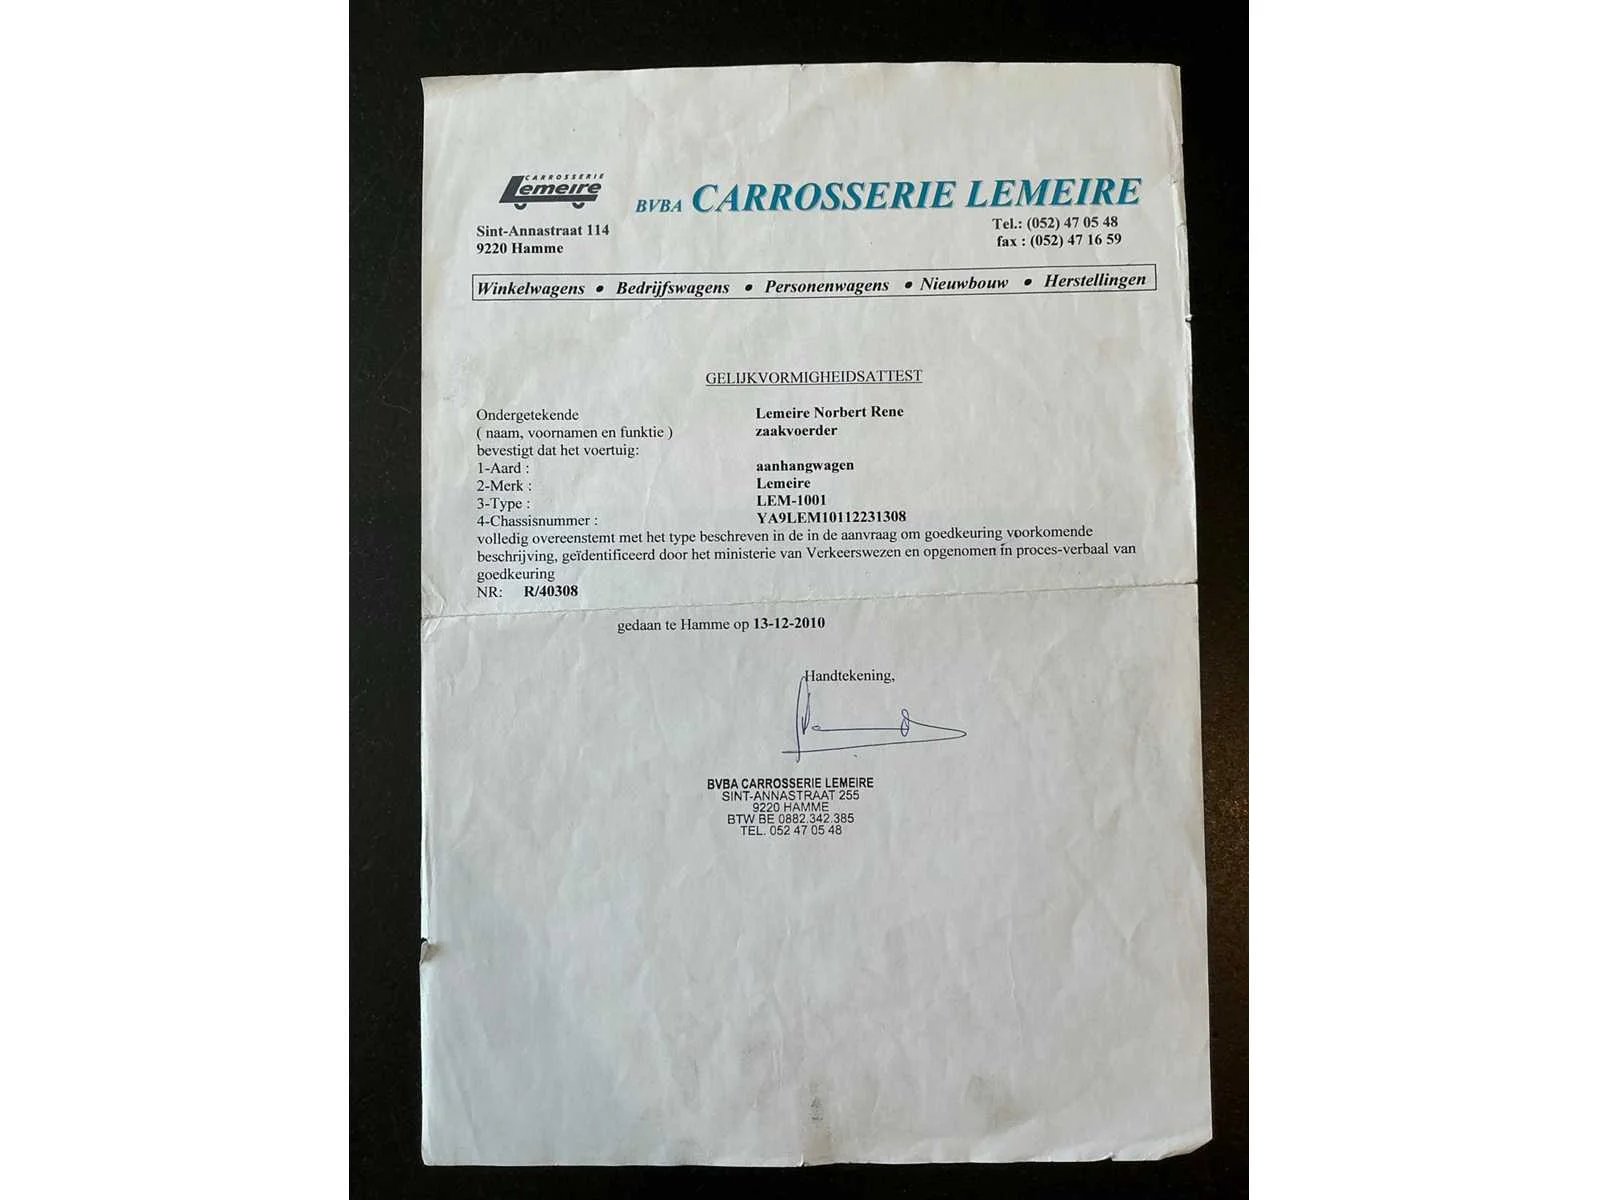 CARROSSERIE
Lemeire
BVBA CARROSSERIE LEMEIRE
Sint-Annastraat 114
9220 Hamme
Tel.: (052) 47 05 48
fax : (052) 47 16 59
Winkelwagens • Bedrijfswagens • Personenwagens • Nieuwbouw • Herstellingen
GELIJKVORMIGHEIDSATTEST
Ondergetekende Lemeire Norbert Rene
( naam, voornamen en funktie ) zaakvoerder
bevestigt dat het voertuig:
1-Aard : aanhangwagen
2-Merk : Lemeire
3-Type : LEM-1001
4-Chassisnummer : YA9LEM10112231308
volledig overeenstemt met het type beschreven in de in de aanvraag om goedkeuring voorkomende
beschrijving, geïdentificeerd door het ministerie van Verkeerswezen en opgenomen in proces-verbaal van
goedkeuring
NR: R/40308
gedaan te Hamme op 13-12-2010
Handtekening,
BVBA CARROSSERIE LEMEIRE
SINT-ANNASTRAAT 255
9220 HAMME
BTW BE 0882.342.385
TEL. 052 47 05 48